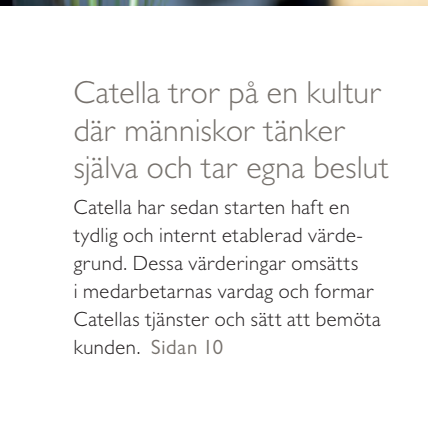 Catella tror på en kultur
där människor tänker
själva och tar egna beslut
Catella har sedan starten haft en
tydlig och internt etablerad värde-
grund. Dessa värderingar omsätts
i medarbetarnas vardag och formar
Catellas tjänster och sätt att bemöta
kunden. Sidan 10